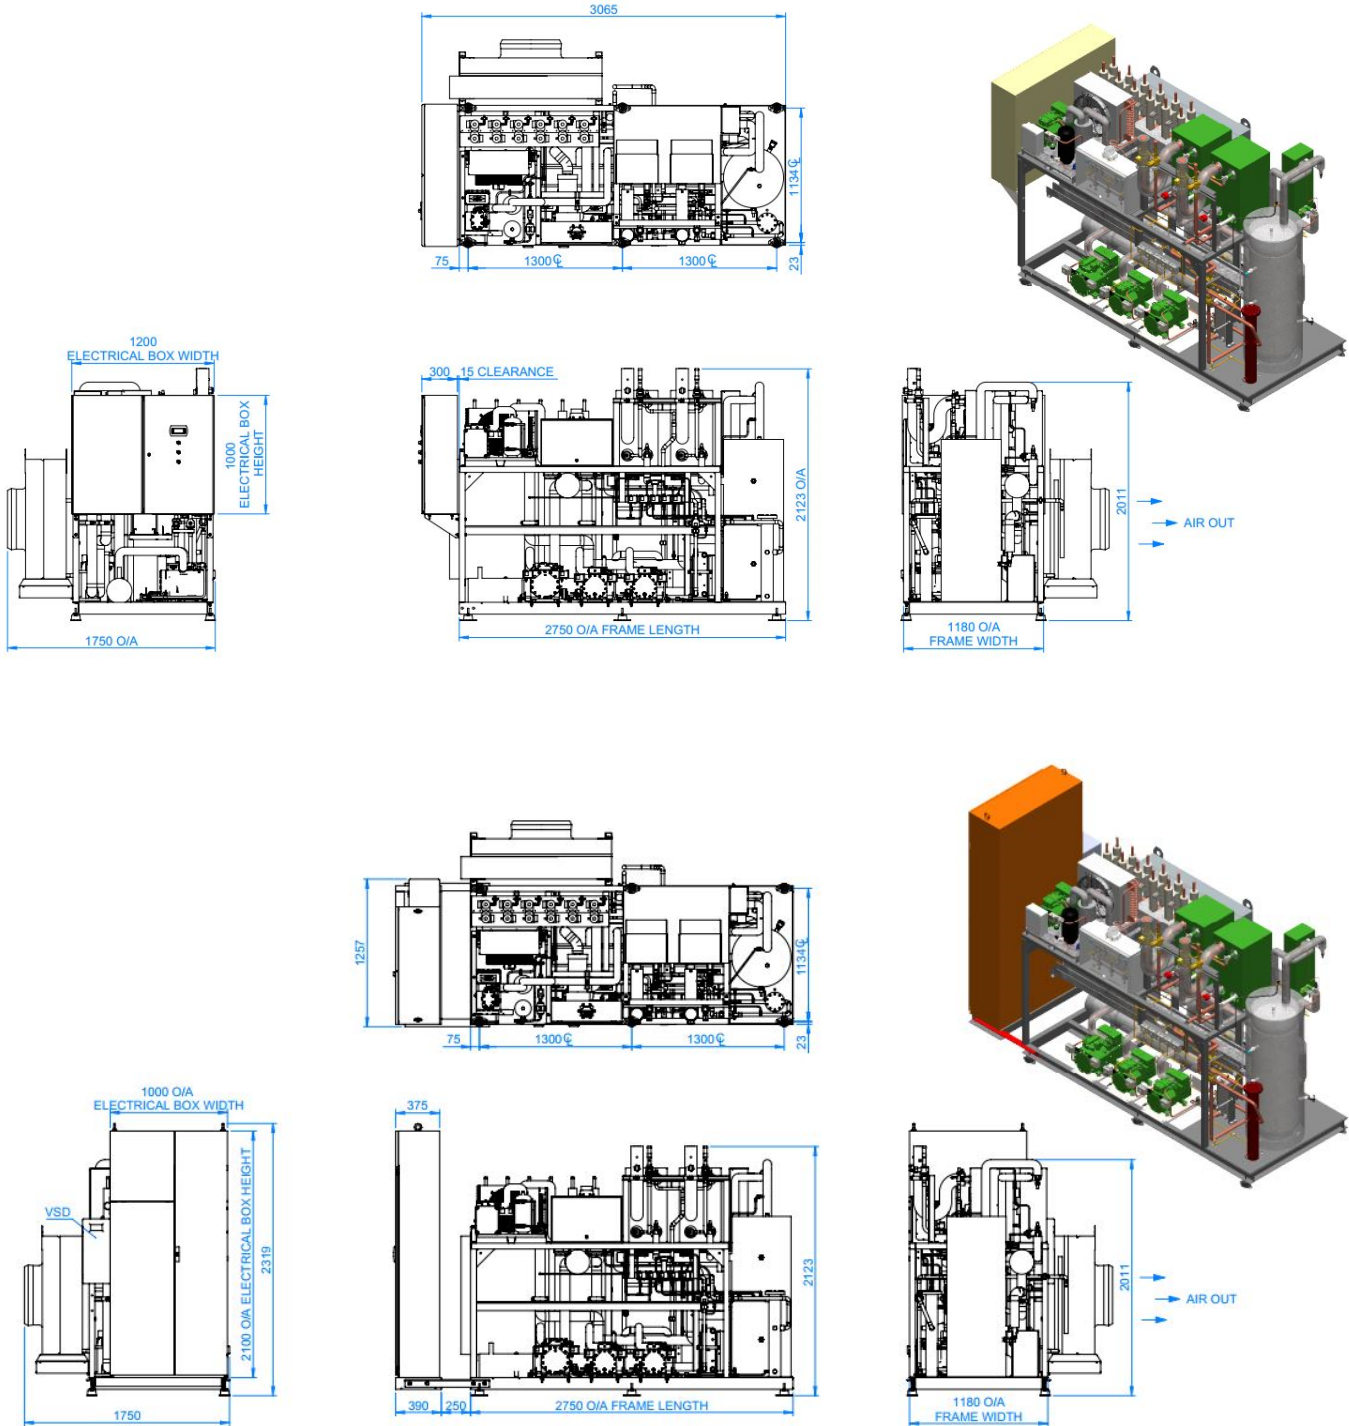 3065
1134 ℄
75
1300 ℄
1300 ℄
23
1200
ELECTRICAL BOX WIDTH
1000
ELECTRICAL BOX
HEIGHT
1750 O/A
300
15 CLEARANCE
2123 O/A
2750 O/A FRAME LENGTH
2011
AIR OUT
1180 O/A
FRAME WIDTH
1257
1134 ℄
75
1300 ℄
1300 ℄
23
1000 O/A
ELECTRICAL BOX WIDTH
VSD
2100 O/A ELECTRICAL BOX HEIGHT
2319
1750
375
2123
390
250
2750 O/A FRAME LENGTH
2011
AIR OUT
1180 O/A
FRAME WIDTH